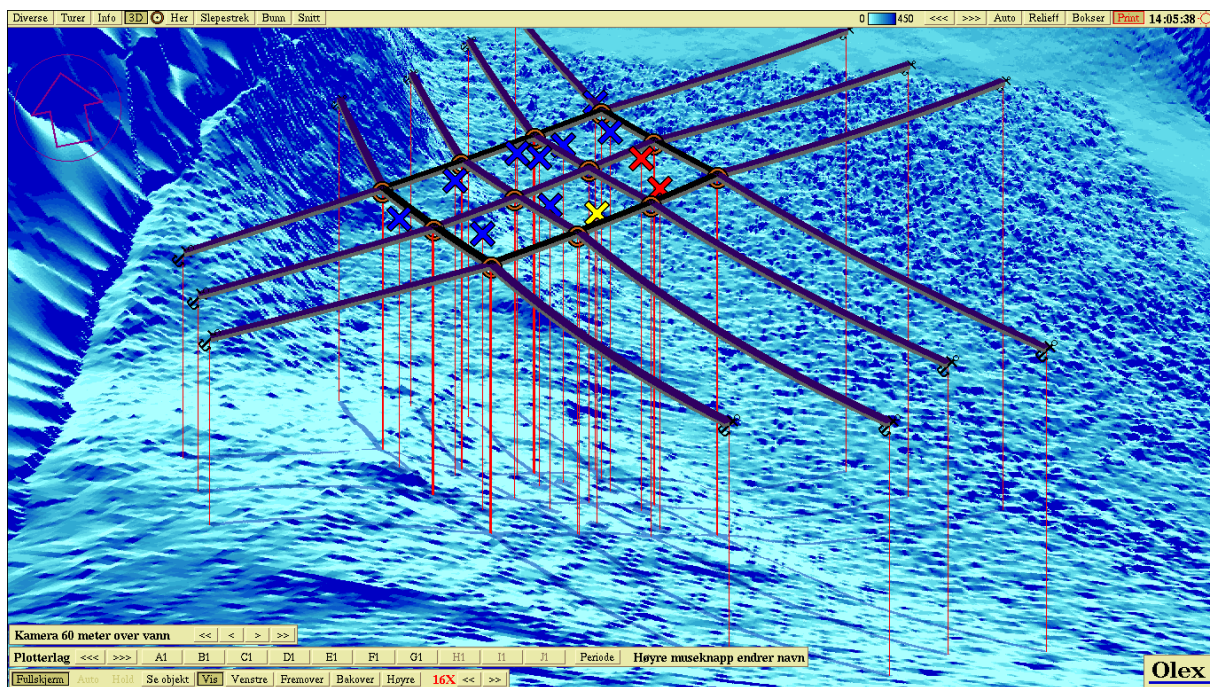 Diverse Turer Info 3D Her Slepestrek Bunn Snitt 0 450 <<< >>> Auto Relieff Bokser Print 14:05:38
Kamera 60 meter over vann << < > >>
Plotterlag <<< >>> A1 B1 C1 D1 E1 F1 G1 H1 I1 J1 Periode Høyre museknapp endrer navn
Fullskjerm Auto Hold Se objekt Vis Venstre Fremover Bakover Høyre 16X << >>
Olex